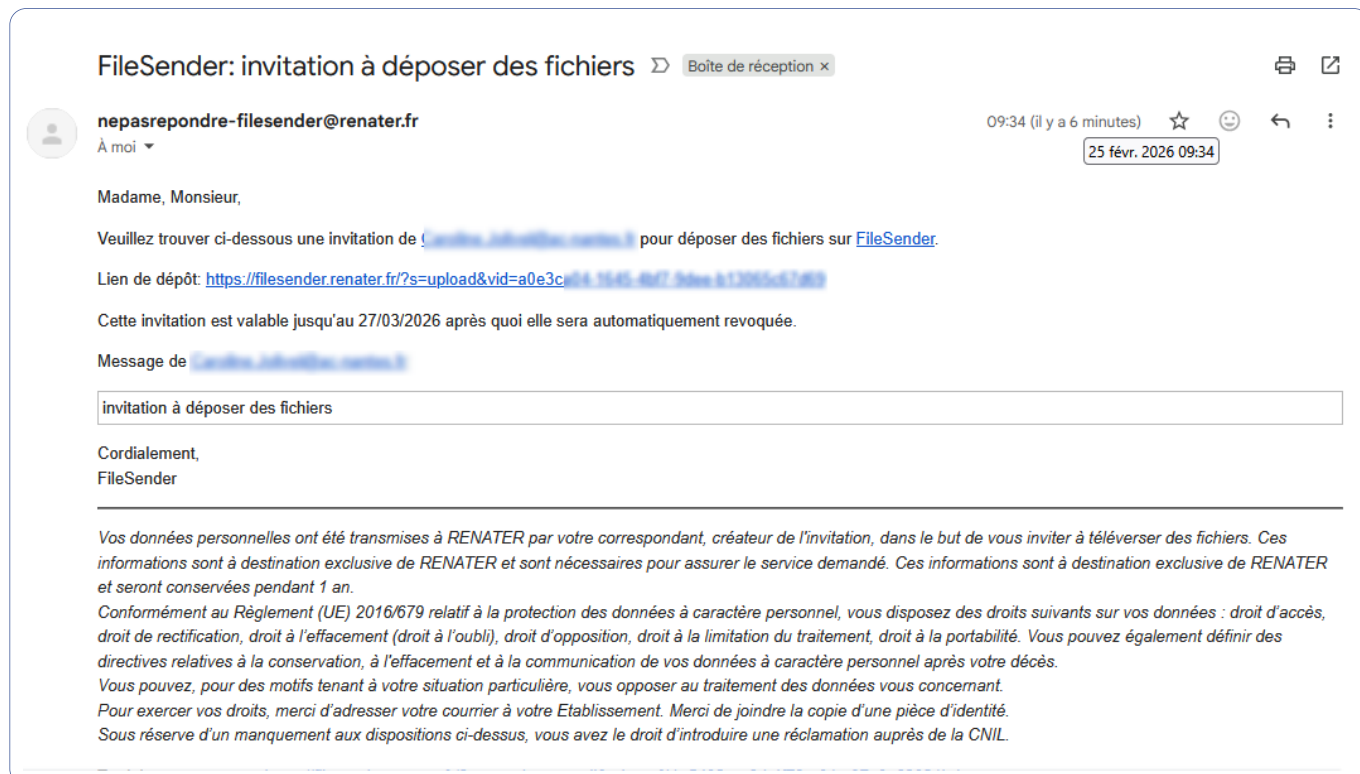 FileSender: invitation à déposer des fichiers Boîte de réception ×
nepasrepondre-filesender@renater.fr 09:34 (il y a 6 minutes)
À moi
25 févr. 2026 09:34
Madame, Monsieur,
Veuillez trouver ci-dessous une invitation de pour déposer des fichiers sur FileSender.
Lien de dépôt: https://filesender.renater.fr/?s=upload&vid=a0e3c
Cette invitation est valable jusqu'au 27/03/2026 après quoi elle sera automatiquement revoquée.
Message de
invitation à déposer des fichiers
Cordialement,
FileSender
Vos données personnelles ont été transmises à RENATER par votre correspondant, créateur de l'invitation, dans le but de vous inviter à téléverser des fichiers. Ces
informations sont à destination exclusive de RENATER et sont nécessaires pour assurer le service demandé. Ces informations sont à destination exclusive de RENATER
et seront conservées pendant 1 an.
Conformément au Règlement (UE) 2016/679 relatif à la protection des données à caractère personnel, vous disposez des droits suivants sur vos données : droit d'accès,
droit de rectification, droit à l'effacement (droit à l'oubli), droit d'opposition, droit à la limitation du traitement, droit à la portabilité. Vous pouvez également définir des
directives relatives à la conservation, à l'effacement et à la communication de vos données à caractère personnel après votre décès.
Vous pouvez, pour des motifs tenant à votre situation particulière, vous opposer au traitement des données vous concernant.
Pour exercer vos droits, merci d'adresser votre courrier à votre Etablissement. Merci de joindre la copie d'une pièce d'identité.
Sous réserve d'un manquement aux dispositions ci-dessus, vous avez le droit d'introduire une réclamation auprès de la CNIL.